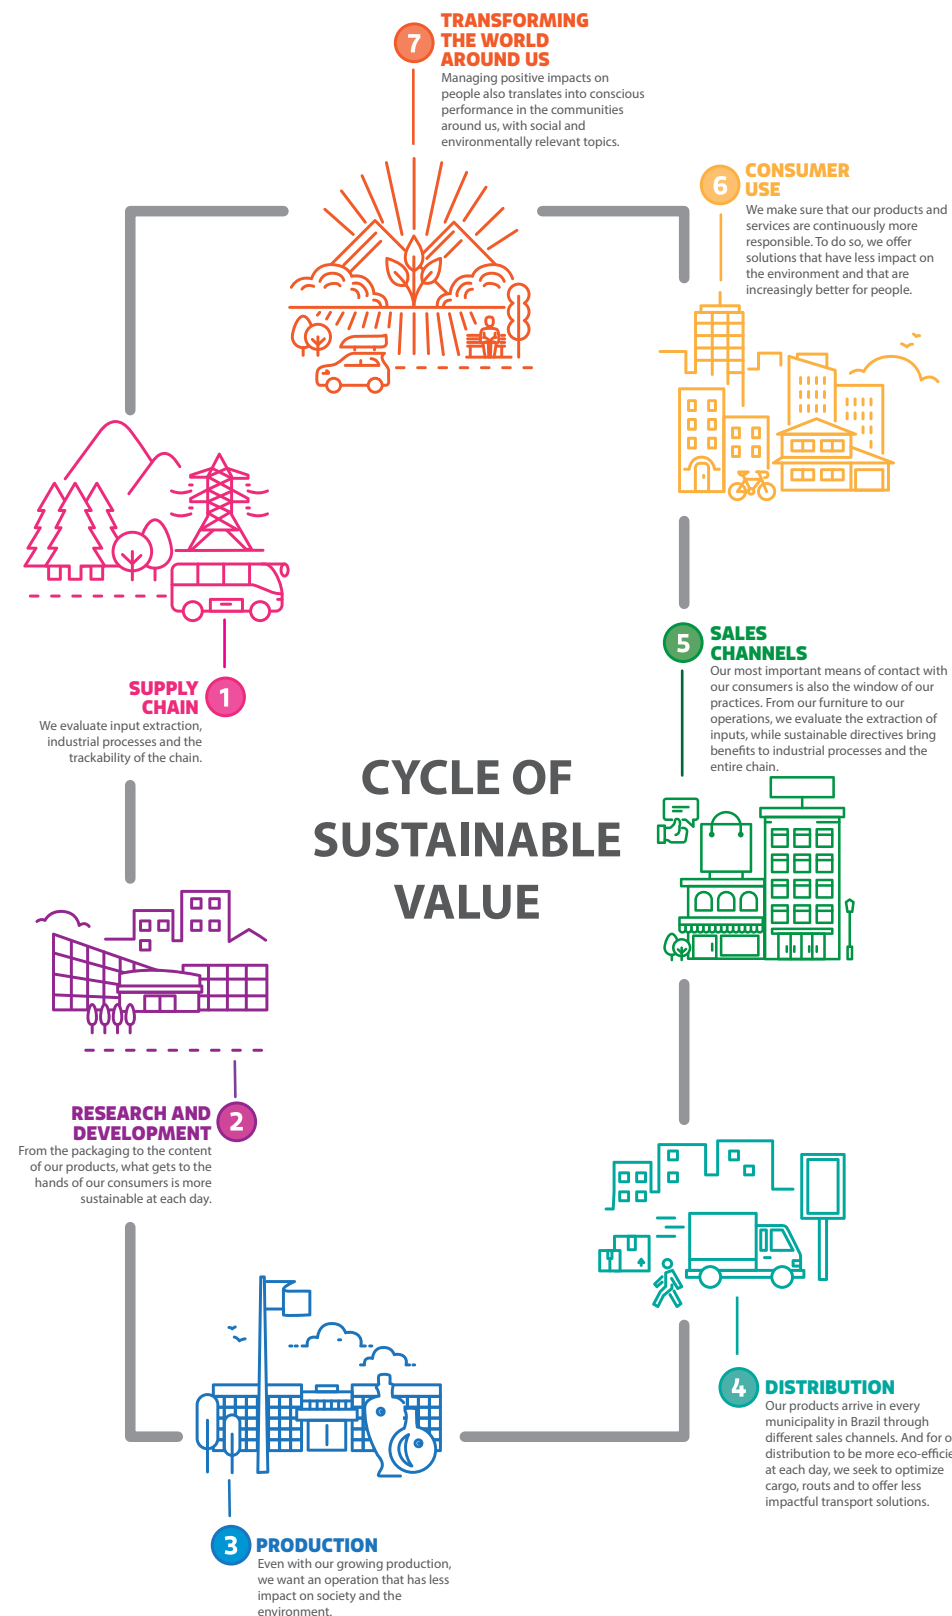 7
TRANSFORMING
THE WORLD
AROUND US
Managing positive impacts on
people also translates into conscious
performance in the communities
around us, with social and
environmentally relevant topics.
6
CONSUMER
USE
We make sure that our products and
services are continuously more
responsible. To do so, we offer
solutions that have less impact on
the environment and that are
increasingly better for people.
5
SALES
CHANNELS
Our most important means of contact with
our consumers is also the window of our
practices. From our furniture to our
operations, we evaluate the extraction of
inputs, while sustainable directives bring
benefits to industrial processes and the
entire chain.
SUPPLY
CHAIN
1
We evaluate input extraction,
industrial processes and the
trackability of the chain.
CYCLE OF
SUSTAINABLE
VALUE
RESEARCH AND
DEVELOPMENT
2
From the packaging to the content
of our products, what gets to the
hands of our consumers is more
sustainable at each day.
4
DISTRIBUTION
Our products arrive in every
municipality in Brazil through
different sales channels. And for
distribution to be more
at each day, we seek to optimize
cargo, routs and to offer less
impactful transport solutions.
3
PRODUCTION
Even with our growing production,
we want an operation that has less
impact on society and the
environment.